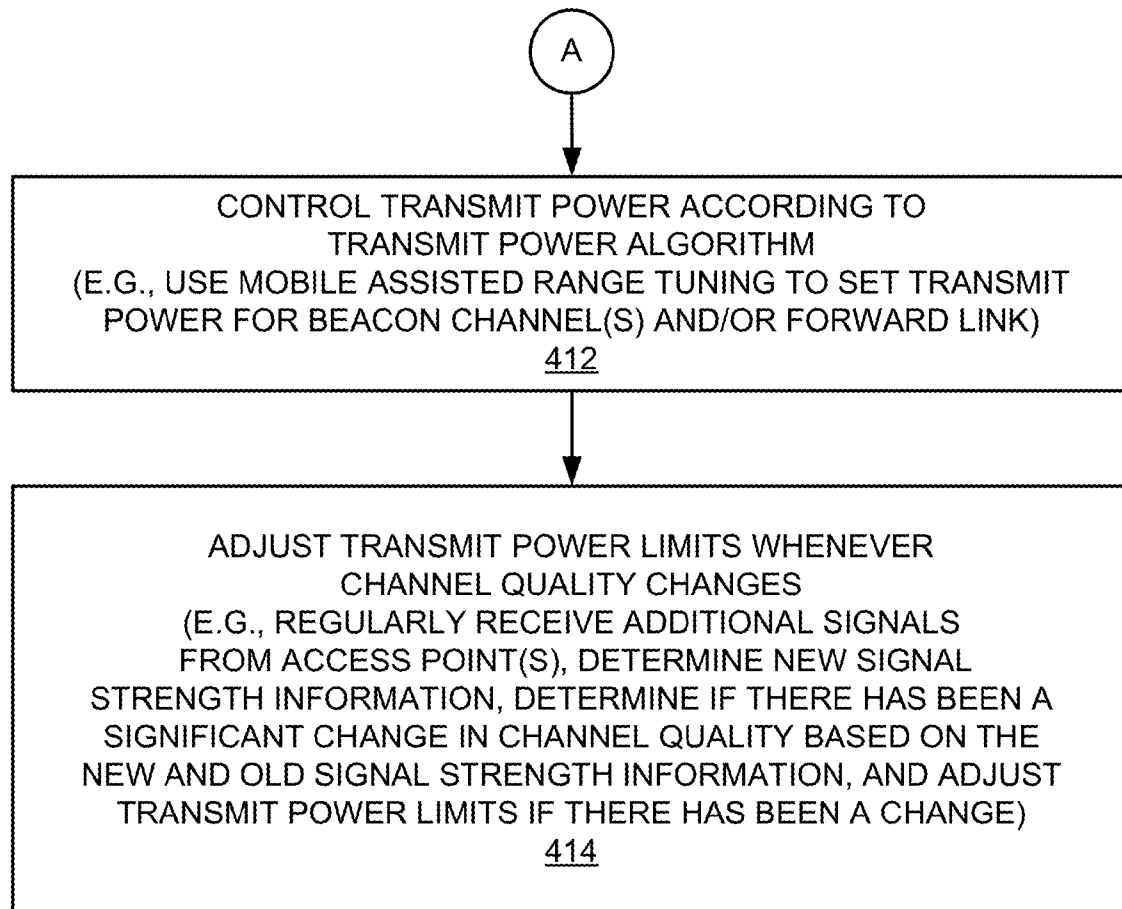 A
CONTROL TRANSMIT POWER ACCORDING TO
TRANSMIT POWER ALGORITHM
(E.G., USE MOBILE ASSISTED RANGE TUNING TO SET TRANSMIT
POWER FOR BEACON CHANNEL(S) AND/OR FORWARD LINK)
412
ADJUST TRANSMIT POWER LIMITS WHENEVER
CHANNEL QUALITY CHANGES
(E.G., REGULARLY RECEIVE ADDITIONAL SIGNALS
FROM ACCESS POINT(S), DETERMINE NEW SIGNAL
STRENGTH INFORMATION, DETERMINE IF THERE HAS BEEN A
SIGNIFICANT CHANGE IN CHANNEL QUALITY BASED ON THE
NEW AND OLD SIGNAL STRENGTH INFORMATION, AND ADJUST
TRANSMIT POWER LIMITS IF THERE HAS BEEN A CHANGE)
414